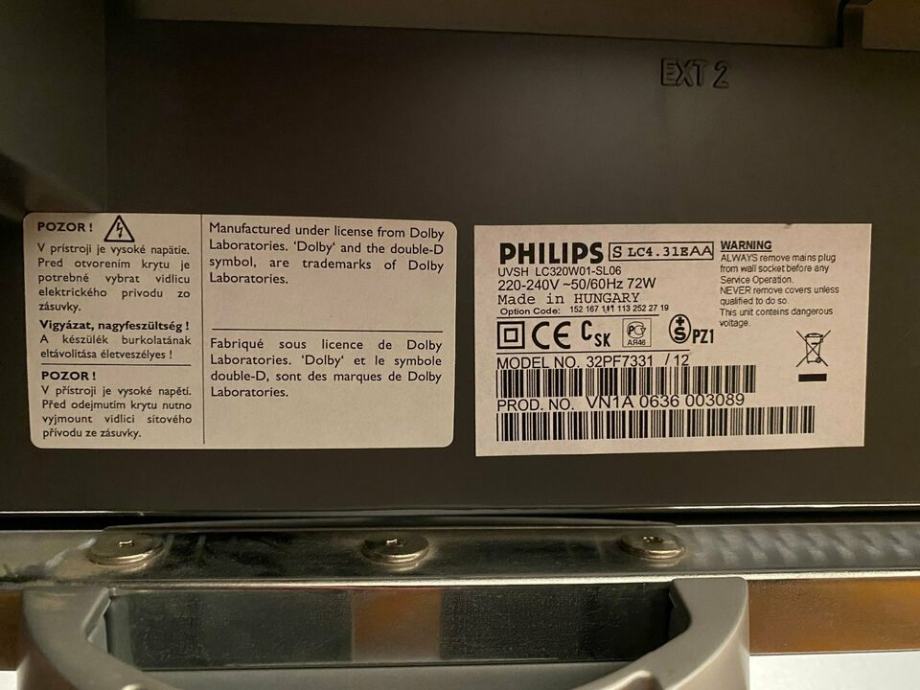 EXT 2
POZOR !
V prístroji je vysoké napätie.
Pred otvorením krytu je
potrebné vybrat vidlicu
elektrického privodu zo
zásuvky.
Vigyázat, nagyfeszültség !
A készülék burkolatának
eltávolítása életveszélyes !
POZOR !
V přístroji je vysoké napětí.
Před odejmutím krytu nutno
vyjmount vidlici síťového
přívodu ze zásuvky.
Manufactured under license from Dolby
Laboratories. 'Dolby' and the double-D
symbol, are trademarks of Dolby
Laboratories.
Fabriqué sous licence de Dolby
Laboratories. 'Dolby' et le symbole
double-D, sont des marques de Dolby
Laboratories.
PHILIPS S LC4.31EAA
UVSH LC320W01-SL06
220-240V ~50/60Hz 72W
Made in HUNGARY
Option Code: 152 167 191 113 252 27 19
CE CSK PCT АЯ46 S PZ1
MODEL NO. 32PF7331 /12
PROD. NO. VN1A 0636 003089
WARNING
ALWAYS remove mains plug
from wall socket before any
Service Operation.
NEVER remove covers unless
qualified to do so.
This unit contains dangerous
voltage.